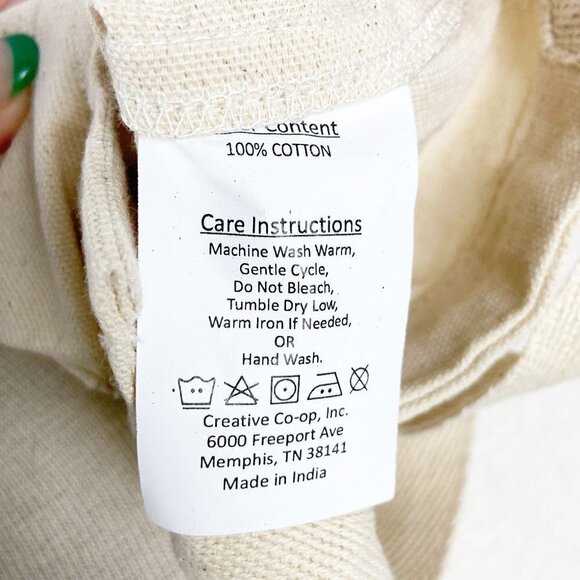 Content
100% COTTON
Care Instructions
Machine Wash Warm,
Gentle Cycle,
Do Not Bleach,
Tumble Dry Low,
Warm Iron If Needed,
OR
Hand Wash.
Creative Co-op, Inc.
6000 Freeport Ave
Memphis, TN 38141
Made in India